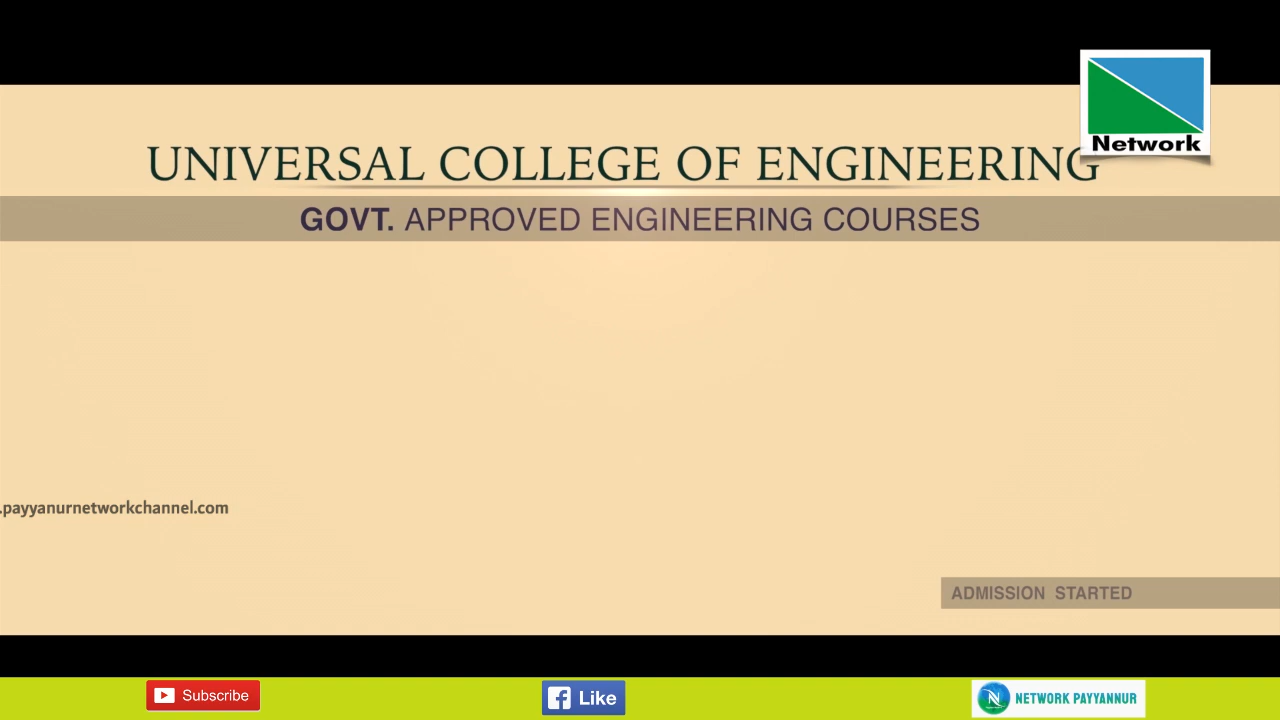 Network
UNIVERSAL COLLEGE OF ENGINEERING
GOVT. APPROVED ENGINEERING COURSES
.payyanurnetworkchannel.com
ADMISSION STARTED
Subscribe
Like
NETWORK PAYYANNUR